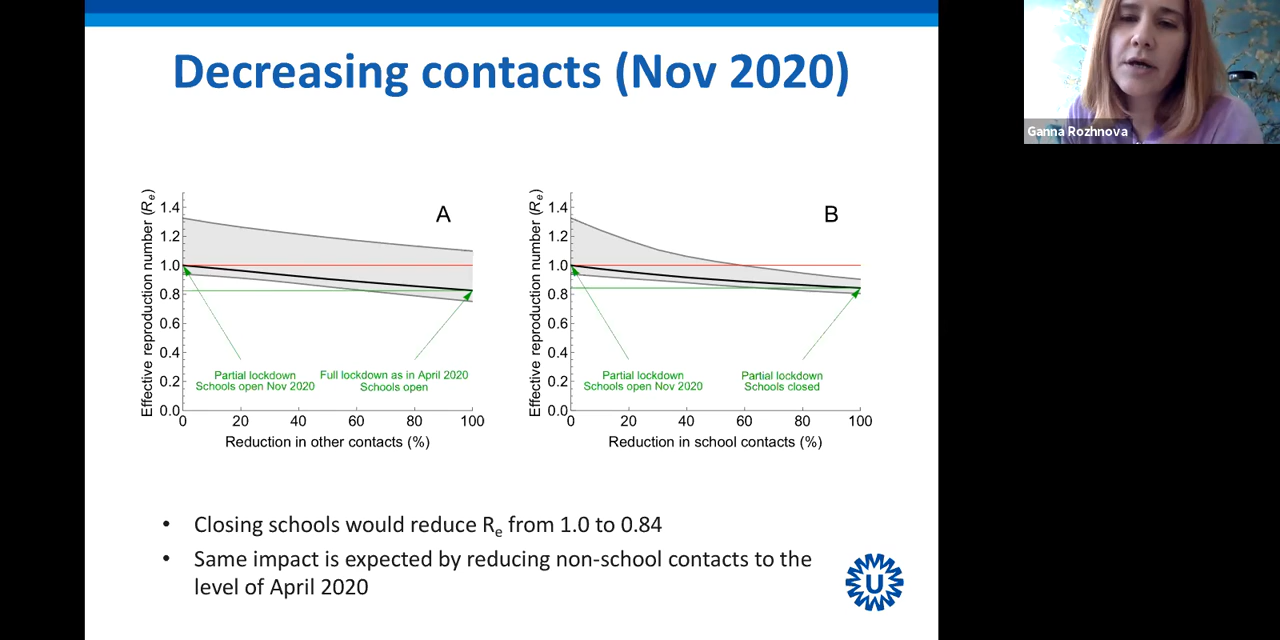 Decreasing contacts (Nov 2020)
Ganna Rozhnova
Effective reproduction number (Re)
1.4
1.2
1.0
0.8
0.6
0.4
0.2
0.0
A
Partial lockdown
Schools open Nov 2020
Full lockdown as in April 2020
Schools open
0 20 40 60 80 100
Reduction in other contacts (%)
Effective reproduction number (Re)
1.4
1.2
1.0
0.8
0.6
0.4
0.2
0.0
B
Partial lockdown
Schools open Nov 2020
Partial lockdown
Schools closed
0 20 40 60 80 100
Reduction in school contacts (%)
• Closing schools would reduce Re from 1.0 to 0.84
• Same impact is expected by reducing non-school contacts to the
level of April 2020
U